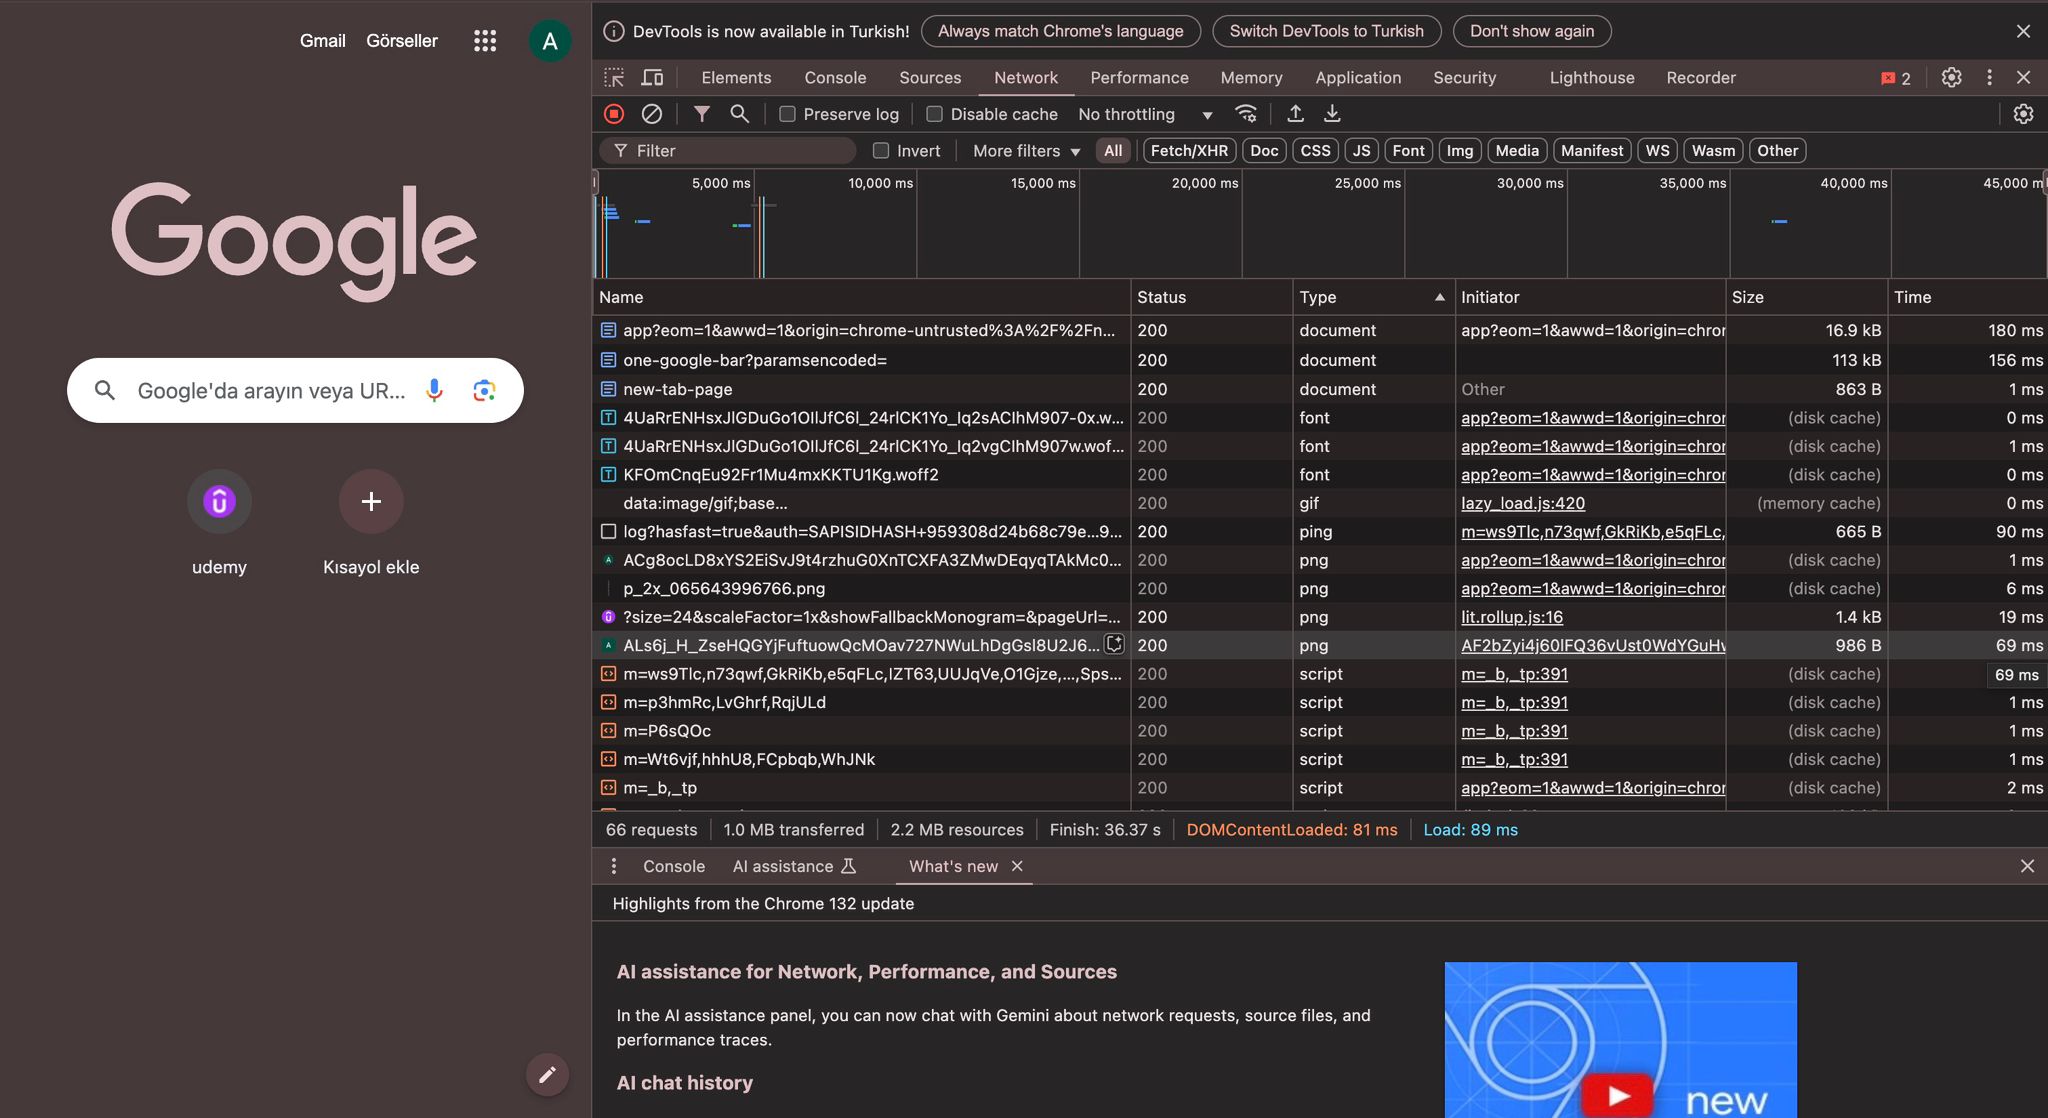 Gmail Görseller A
Google
Google'da arayın veya UR...
udemy Kısayol ekle
DevTools is now available in Turkish! Always match Chrome's language Switch DevTools to Turkish Don't show again
Elements Console Sources Network Performance Memory Application Security Lighthouse Recorder 2
Preserve log Disable cache No throttling
Filter Invert More filters All Fetch/XHR Doc CSS JS Font Img Media Manifest WS Wasm Other
5,000 ms 10,000 ms 15,000 ms 20,000 ms 25,000 ms 30,000 ms 35,000 ms 40,000 ms 45,000 m
Name Status Type Initiator Size Time
app?eom=1&awwd=1&origin=chrome-untrusted%3A%2F%2Fn... 200 document app?eom=1&awwd=1&origin=chror 16.9 kB 180 ms
one-google-bar?paramsencoded= 200 document 113 kB 156 ms
new-tab-page 200 document Other 863 B 1 ms
4UaRrENHsxJlGDuGo1OIlJfC6l_24rlCK1Yo_Iq2sAClhM907-0x.w... 200 font app?eom=1&awwd=1&origin=chror (disk cache) 0 ms
4UaRrENHsxJlGDuGo1OIlJfC6l_24rlCK1Yo_Iq2vgClhM907w.wof... 200 font app?eom=1&awwd=1&origin=chror (disk cache) 1 ms
KFOmCnqEu92Fr1Mu4mxKKTU1Kg.woff2 200 font app?eom=1&awwd=1&origin=chror (disk cache) 0 ms
data:image/gif;base... 200 gif lazy_load.js:420 (memory cache) 0 ms
log?hasfast=true&auth=SAPISIDHASH+959308d24b68c79e...9... 200 ping m=ws9Tlc,n73qwf,GkRiKb,e5qFLc, 665 B 90 ms
ACg8ocLD8xYS2EiSvJ9t4rzhuG0XnTCXFA3ZMwDEqyqTAkMc0... 200 png app?eom=1&awwd=1&origin=chror (disk cache) 1 ms
p_2x_065643996766.png 200 png app?eom=1&awwd=1&origin=chror (disk cache) 6 ms
?size=24&scaleFactor=1x&showFallbackMonogram=&pageUrl=... 200 png lit.rollup.js:16 1.4 kB 19 ms
ALs6j_H_ZseHQGYjFuftuowQcMOav727NWuLhDgGsl8U2J6... 200 png AF2bZyi4j60lFQ36vUst0WdYGuH 986 B 69 ms
m=ws9Tlc,n73qwf,GkRiKb,e5qFLc,IZT63,UUJqVe,O1Gjze,...,Sps... 200 script m=_b,_tp:391 (disk cache) 69 ms
m=p3hmRc,LvGhrf,RqjULd 200 script m=_b,_tp:391 (disk cache) 1 ms
m=P6sQOc 200 script m=_b,_tp:391 (disk cache) 1 ms
m=Wt6vjf,hhhU8,FCpbqb,WhJNk 200 script m=_b,_tp:391 (disk cache) 1 ms
m=_b,_tp 200 script app?eom=1&awwd=1&origin=chror (disk cache) 2 ms
66 requests 1.0 MB transferred 2.2 MB resources Finish: 36.37 s DOMContentLoaded: 81 ms Load: 89 ms
Console AI assistance What's new
Highlights from the Chrome 132 update
AI assistance for Network, Performance, and Sources
In the AI assistance panel, you can now chat with Gemini about network requests, source files, and
performance traces.
AI chat history
new